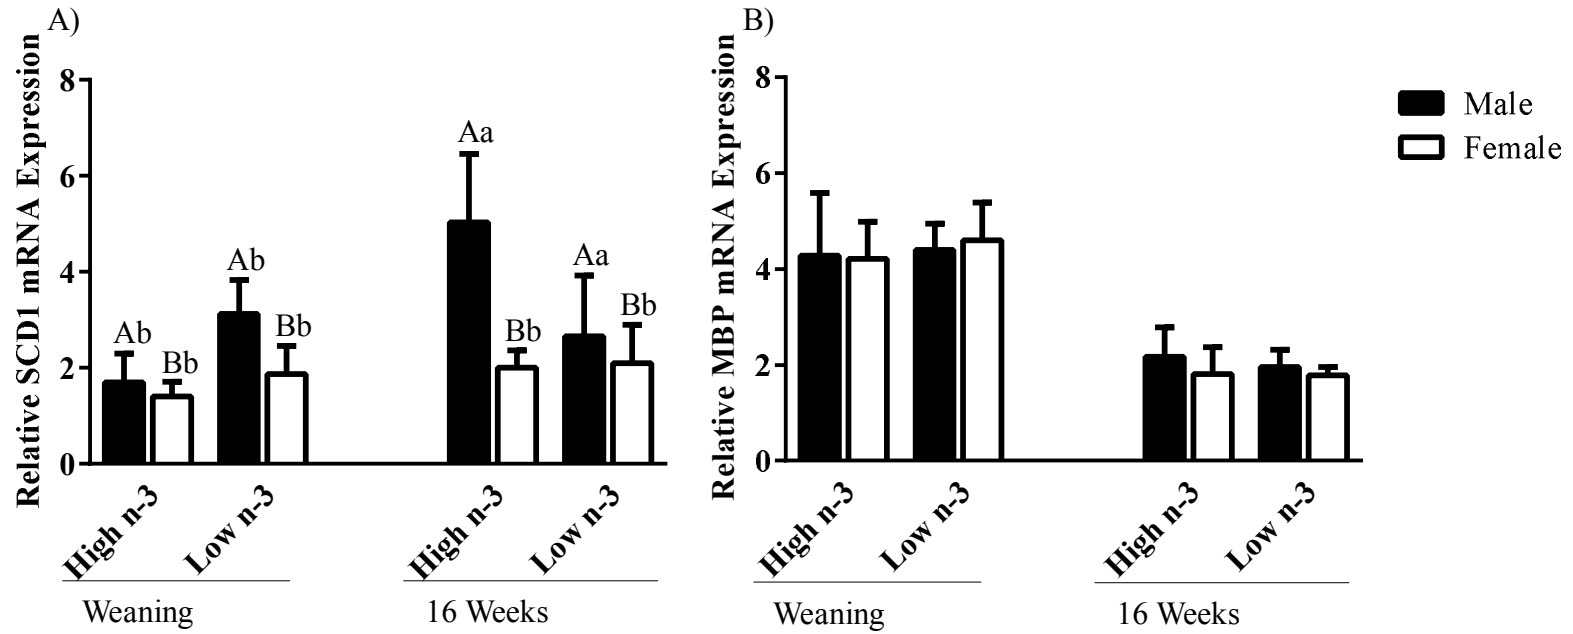 A)
Relative SCD1 mRNA Expression
8
6
4
2
0
Ab
Bb
Ab
Bb
Aa
Bb
Aa
Bb
High n-3
Low n-3
High n-3
Low n-3
Weaning
16 Weeks
B)
Relative MBP mRNA Expression
8
6
4
2
0
High n-3
Low n-3
High n-3
Low n-3
Weaning
16 Weeks
Male
Female